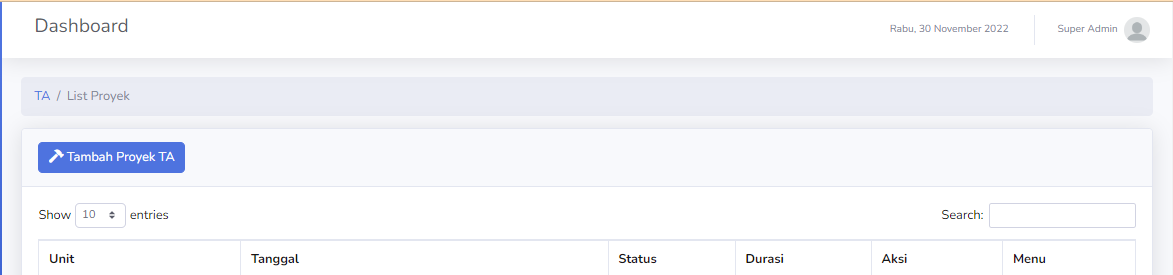 Dashboard
Rabu, 30 November 2022
Super Admin
TA / List Proyek
Tambah Proyek TA
Show 10 entries
Search:
Unit Tanggal Status Durasi Aksi Menu